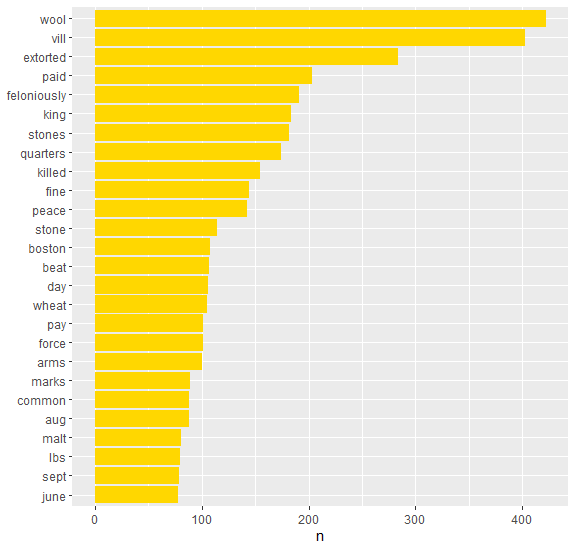 wool
vill
extorted
paid
feloniously
king
stones
quarters
killed
fine
peace
stone
boston
beat
day
wheat
pay
force
arms
marks
common
aug
malt
lbs
sept
june
0 100 200 300 400
n